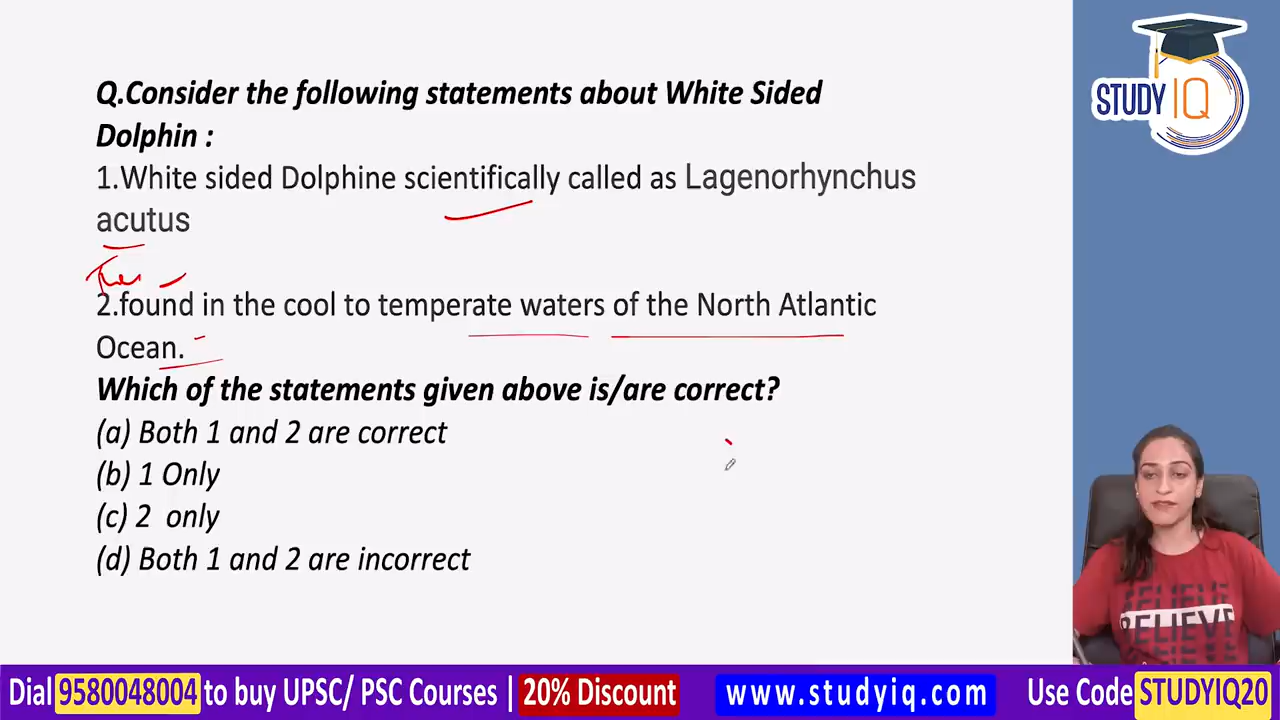 Q.Consider the following statements about White Sided
Dolphin :
1.White sided Dolphine scientifically called as Lagenorhynchus
acutus
2.found in the cool to temperate waters of the North Atlantic
Ocean.
Which of the statements given above is/are correct?
(a) Both 1 and 2 are correct
(b) 1 Only
(c) 2 only
(d) Both 1 and 2 are incorrect
STUDY IQ
BELIEVE
BELIEVE
BELIEVE
Dial 9580048004 to buy UPSC/ PSC Courses | 20% Discount
www.studyiq.com
Use Code STUDYIQ20